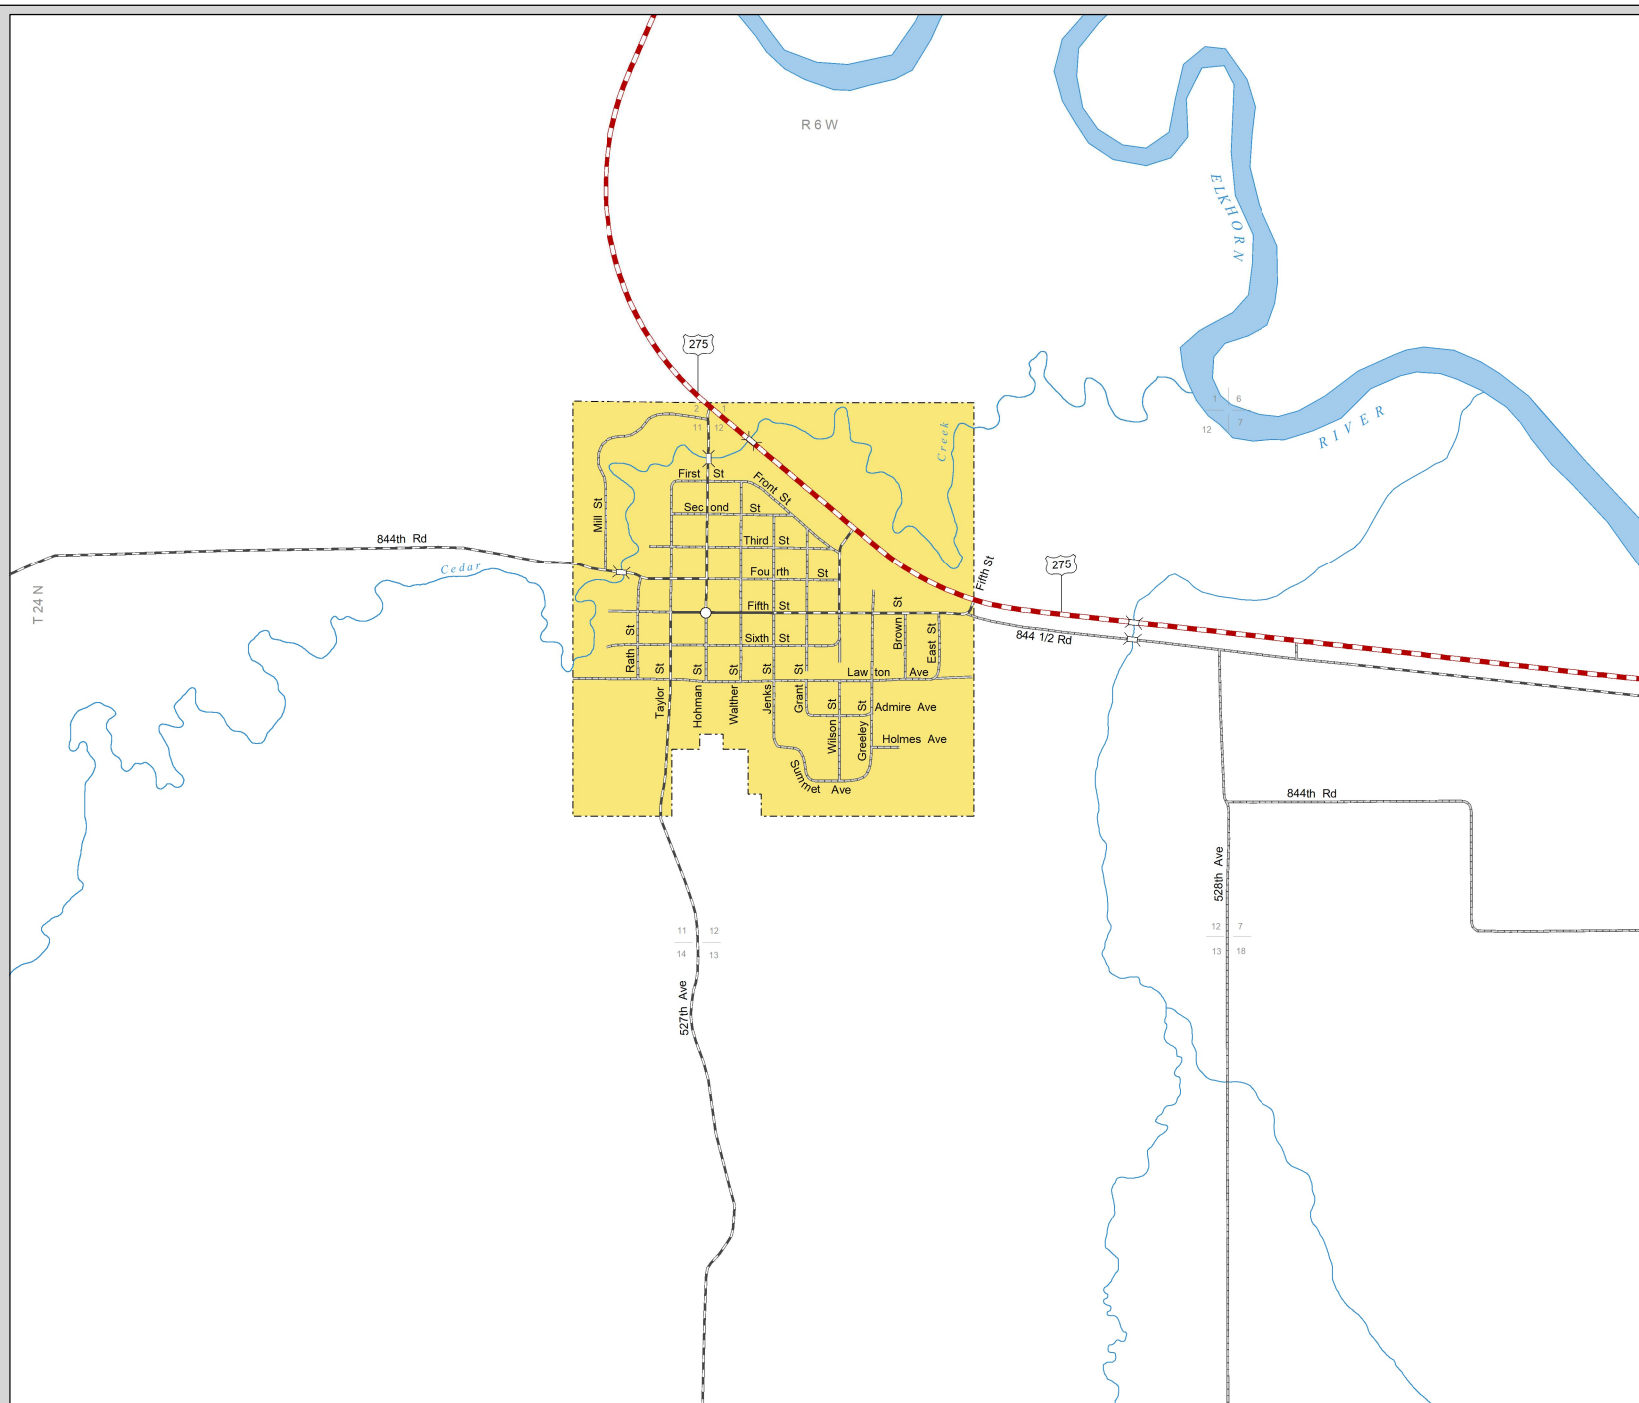 R 6 W
ELKHORN
275
1 6
12 7
RIVER
2 1
11 12
Creek
First St
Front St
Mill St
Second St
844th Rd
Third St
275
Cedar
Fourth St
Fifth St
T 24 N
Fifth St
Brown St
844 1/2 Rd
Rath St
Sixth St
East St
Taylor St
Hohman St
Walther St
Jenks St
Grant St
Lawton Ave
Wilson St
Greeley St
Admire Ave
Holmes Ave
Summet Ave
844th Rd
528th Ave
11 12
14 13
12 7
13 18
527th Ave